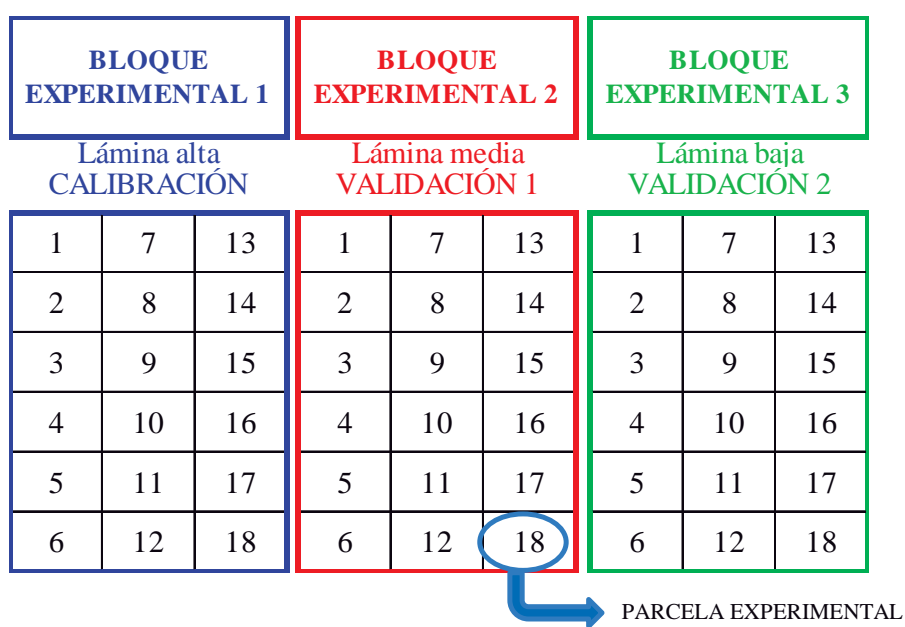 BLOQUE
EXPERIMENTAL 1
BLOQUE
EXPERIMENTAL 2
BLOQUE
EXPERIMENTAL 3
Lámina alta
CALIBRACIÓN
Lámina media
VALIDACIÓN 1
Lámina baja
VALIDACIÓN 2
1 7 13 1 7 13 1 7 13
2 8 14 2 8 14 2 8 14
3 9 15 3 9 15 3 9 15
4 10 16 4 10 16 4 10 16
5 11 17 5 11 17 5 11 17
6 12 18 6 12 18 6 12 18
PARCELA EXPERIMENTAL